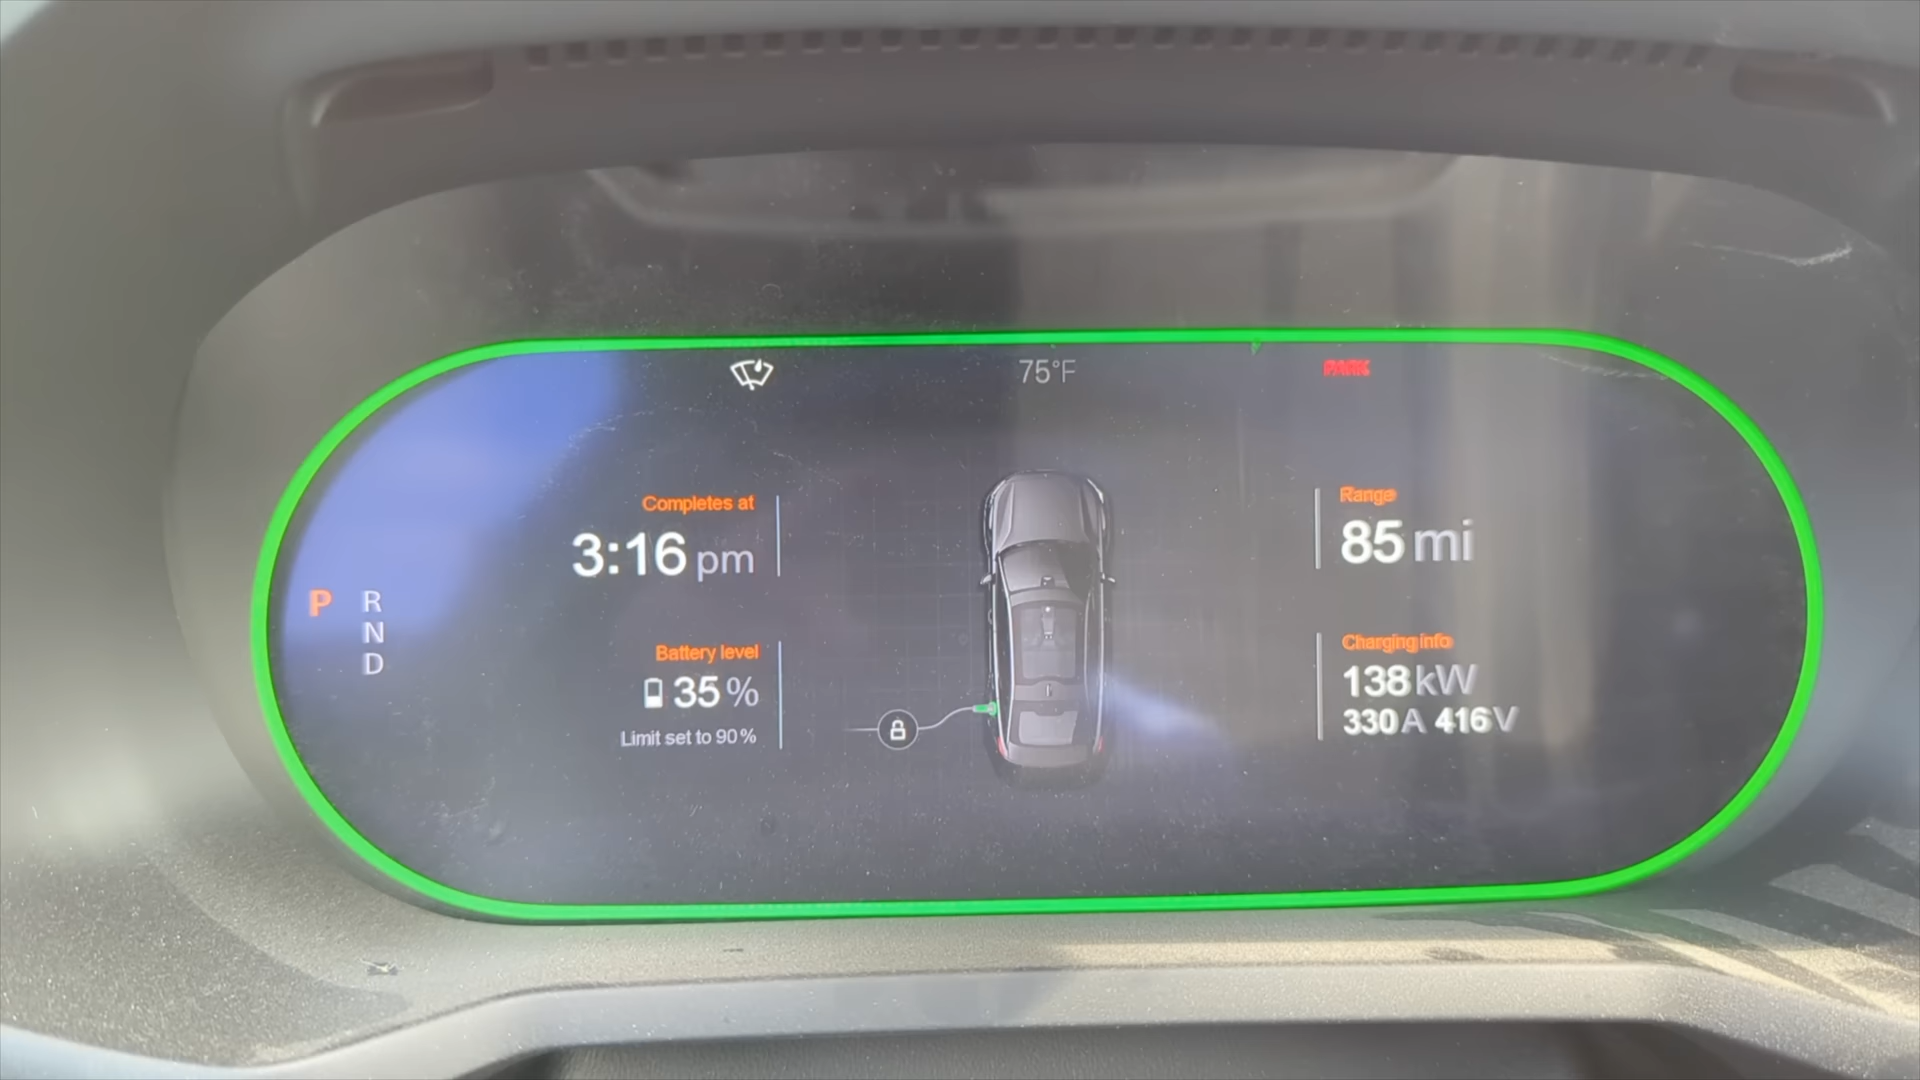 75°F
PARK
Completes at
3:16 pm
Range
85 mi
P
R
N
D
Battery level
35 %
Limit set to 90 %
Charging info
138 kW
330 A 416 V